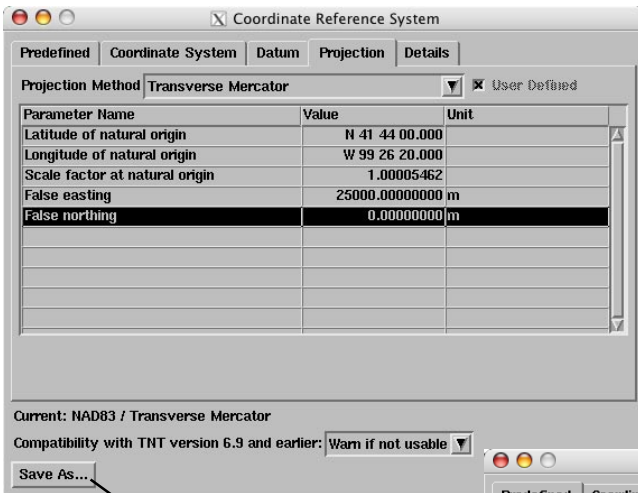 X Coordinate Reference System
Predefined Coordinate System Datum Projection Details
Projection Method Transverse Mercator User Defined
Parameter Name Value Unit
Latitude of natural origin N 41 44 00.000
Longitude of natural origin W 99 26 20.000
Scale factor at natural origin 1.00005462
False easting 25000.00000000 m
False northing 0.00000000 m
Current: NAD83 / Transverse Mercator
Compatibility with TNT version 6.9 and earlier: Warn if not usable
Save As...